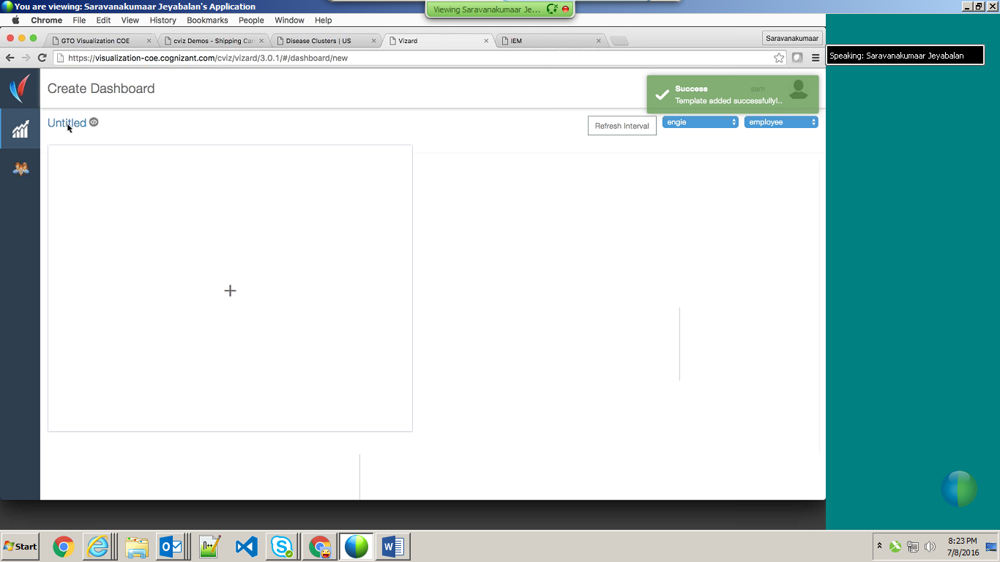 You are viewing: Saravanakumaar Jeyabalan's Application
Viewing Saravanakumaar Je...
Chrome File Edit View History Bookmarks People Window Help
GTO Visualization COE
cviz Demos - Shipping Car
Disease Clusters | US
Vizard
IEM
Saravanakumaar
https://visualization-coe.cognizant.com/cviz/vizard/3.0.1/#/dashboard/new
Speaking: Saravanakumaar Jeyabalan
Create Dashboard
Success
sam
Template added successfully!..
Untitled
Refresh Interval
engie
employee
+
Start
8:23 PM
7/8/2016